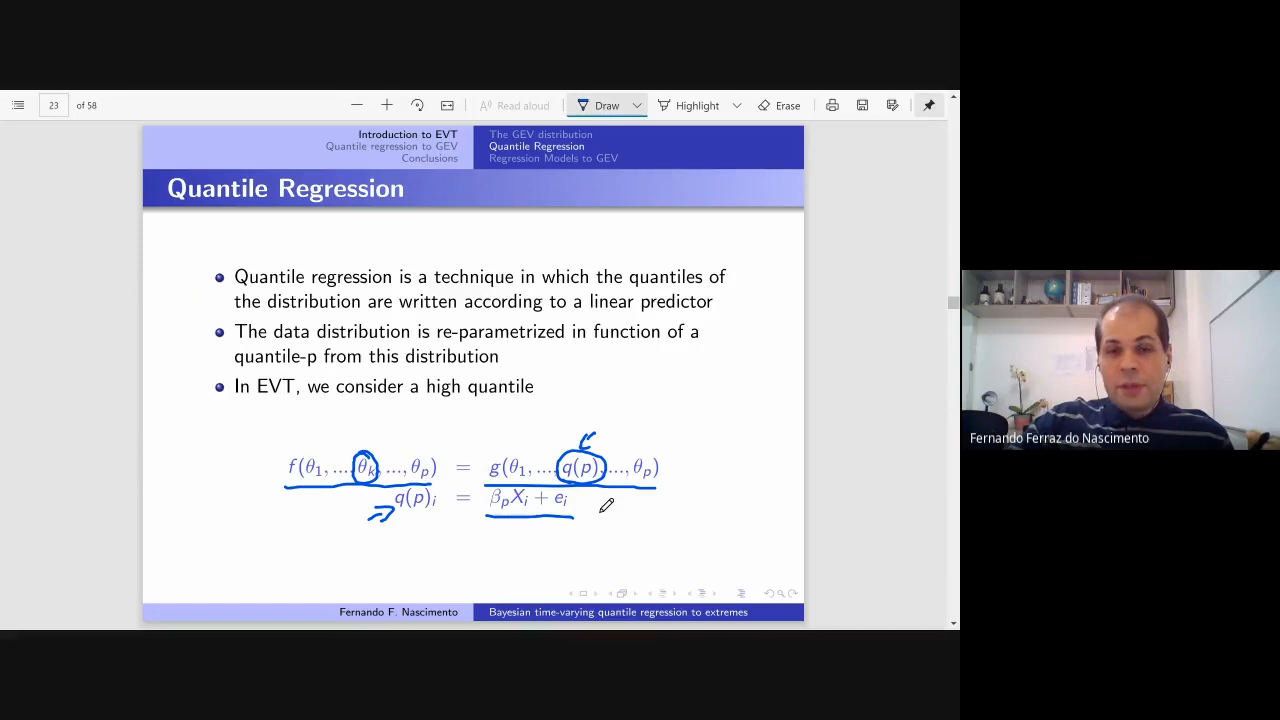 23 of 58 Read aloud Draw Highlight Erase
Introduction to EVT The GEV distribution
Quantile regression to GEV Quantile Regression
Conclusions Regression Models to GEV
Quantile Regression
Quantile regression is a technique in which the quantiles of
the distribution are written according to a linear predictor
The data distribution is re-parametrized in function of a
quantile-p from this distribution
In EVT, we consider a high quantile
f(θ₁, ...,θₖ, ..., θₚ) = g(θ₁, ..., q(p), ..., θₚ)
q(p)ᵢ = βₚXᵢ + eᵢ
Fernando F. Nascimento Bayesian time-varying quantile regression to extremes
Fernando Ferraz do Nascimento